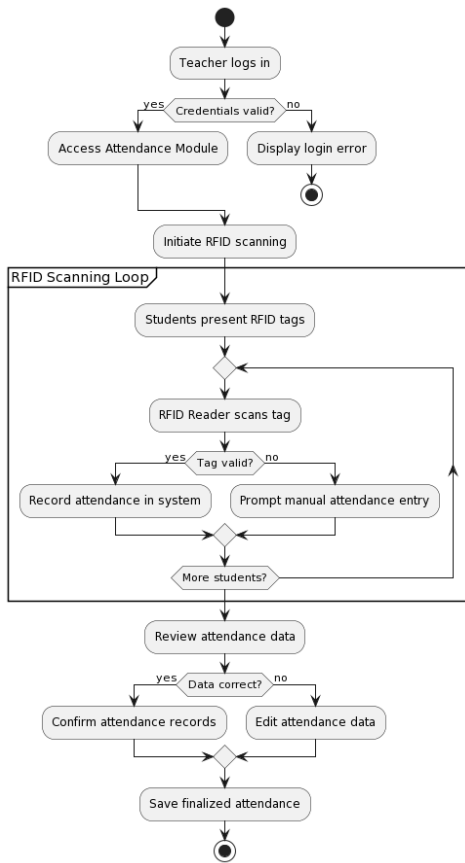 Teacher logs in
yes
Credentials valid?
no
Access Attendance Module
Display login error
Initiate RFID scanning
RFID Scanning Loop
Students present RFID tags
RFID Reader scans tag
yes
Tag valid?
no
Record attendance in system
Prompt manual attendance entry
More students?
Review attendance data
yes
Data correct?
no
Confirm attendance records
Edit attendance data
Save finalized attendance